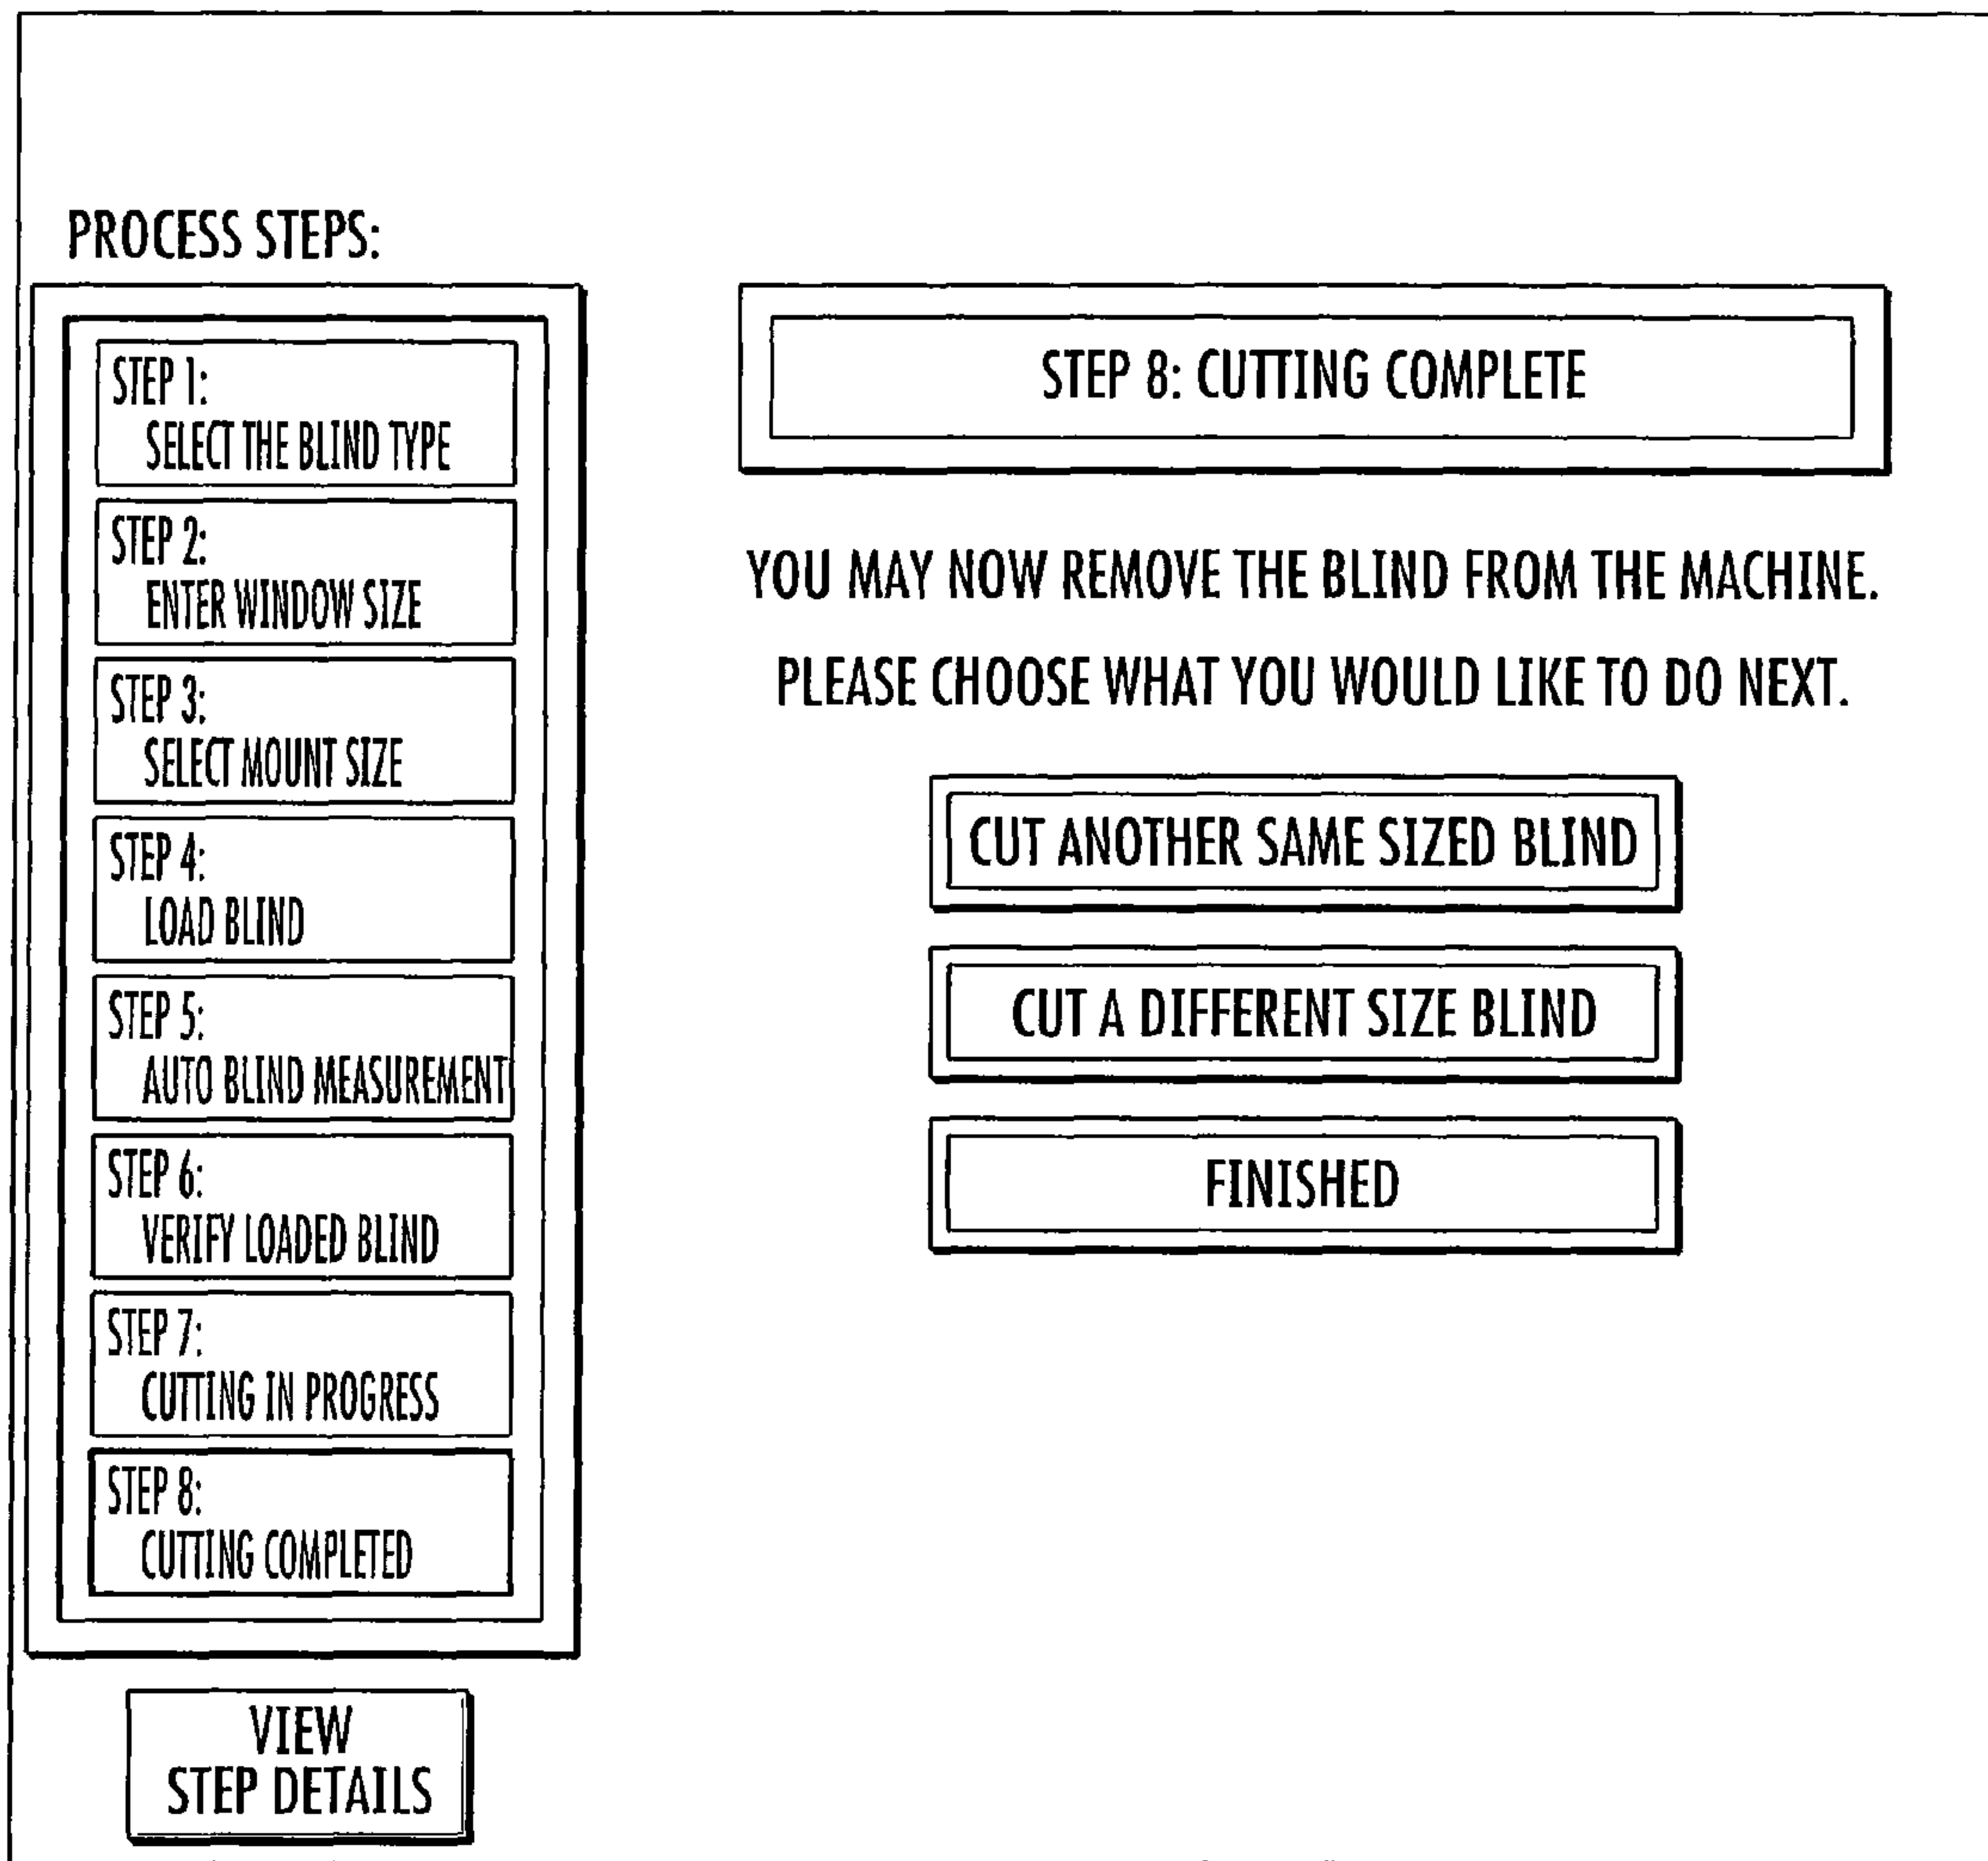 PROCESS STEPS:
STEP 1:
SELECT THE BLIND TYPE
STEP 2:
ENTER WINDOW SIZE
STEP 3:
SELECT MOUNT SIZE
STEP 4:
LOAD BLIND
STEP 5:
AUTO BLIND MEASUREMENT
STEP 6:
VERIFY LOADED BLIND
STEP 7:
CUTTING IN PROGRESS
STEP 8:
CUTTING COMPLETED
VIEW
STEP DETAILS
STEP 8: CUTTING COMPLETE
YOU MAY NOW REMOVE THE BLIND FROM THE MACHINE.
PLEASE CHOOSE WHAT YOU WOULD LIKE TO DO NEXT.
CUT ANOTHER SAME SIZED BLIND
CUT A DIFFERENT SIZE BLIND
FINISHED